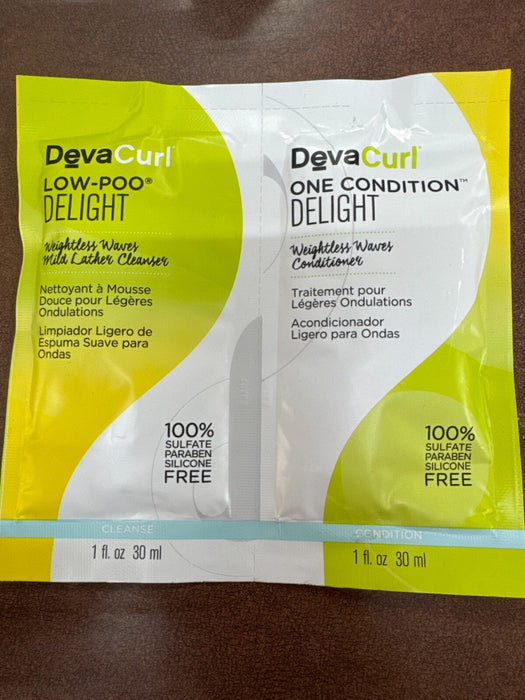 DevaCurl
LOW-POO®
DELIGHT
Weightless Waves
Mild Lather Cleanser
Nettoyant à Mousse
Douce pour Légères
Ondulations
Limpiador Ligero de
Espuma Suave para
Ondas
100%
SULFATE
PARABEN
SILICONE
FREE
CLEANSE
1 fl. oz 30 ml
DevaCurl
ONE CONDITION™
DELIGHT
Weightless Waves
Conditioner
Traitement pour
Légères Ondulations
Acondicionador
Ligero para Ondas
100%
SULFATE
PARABEN
SILICONE
FREE
CONDITION
1 fl. oz 30 ml